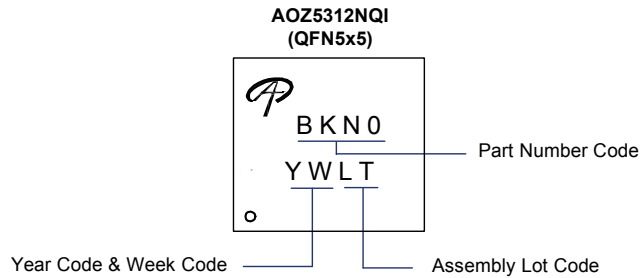 AOZ5312NQI
(QFN5x5)
BKN0
Part Number Code
YWLT
Year Code & Week Code
Assembly Lot Code